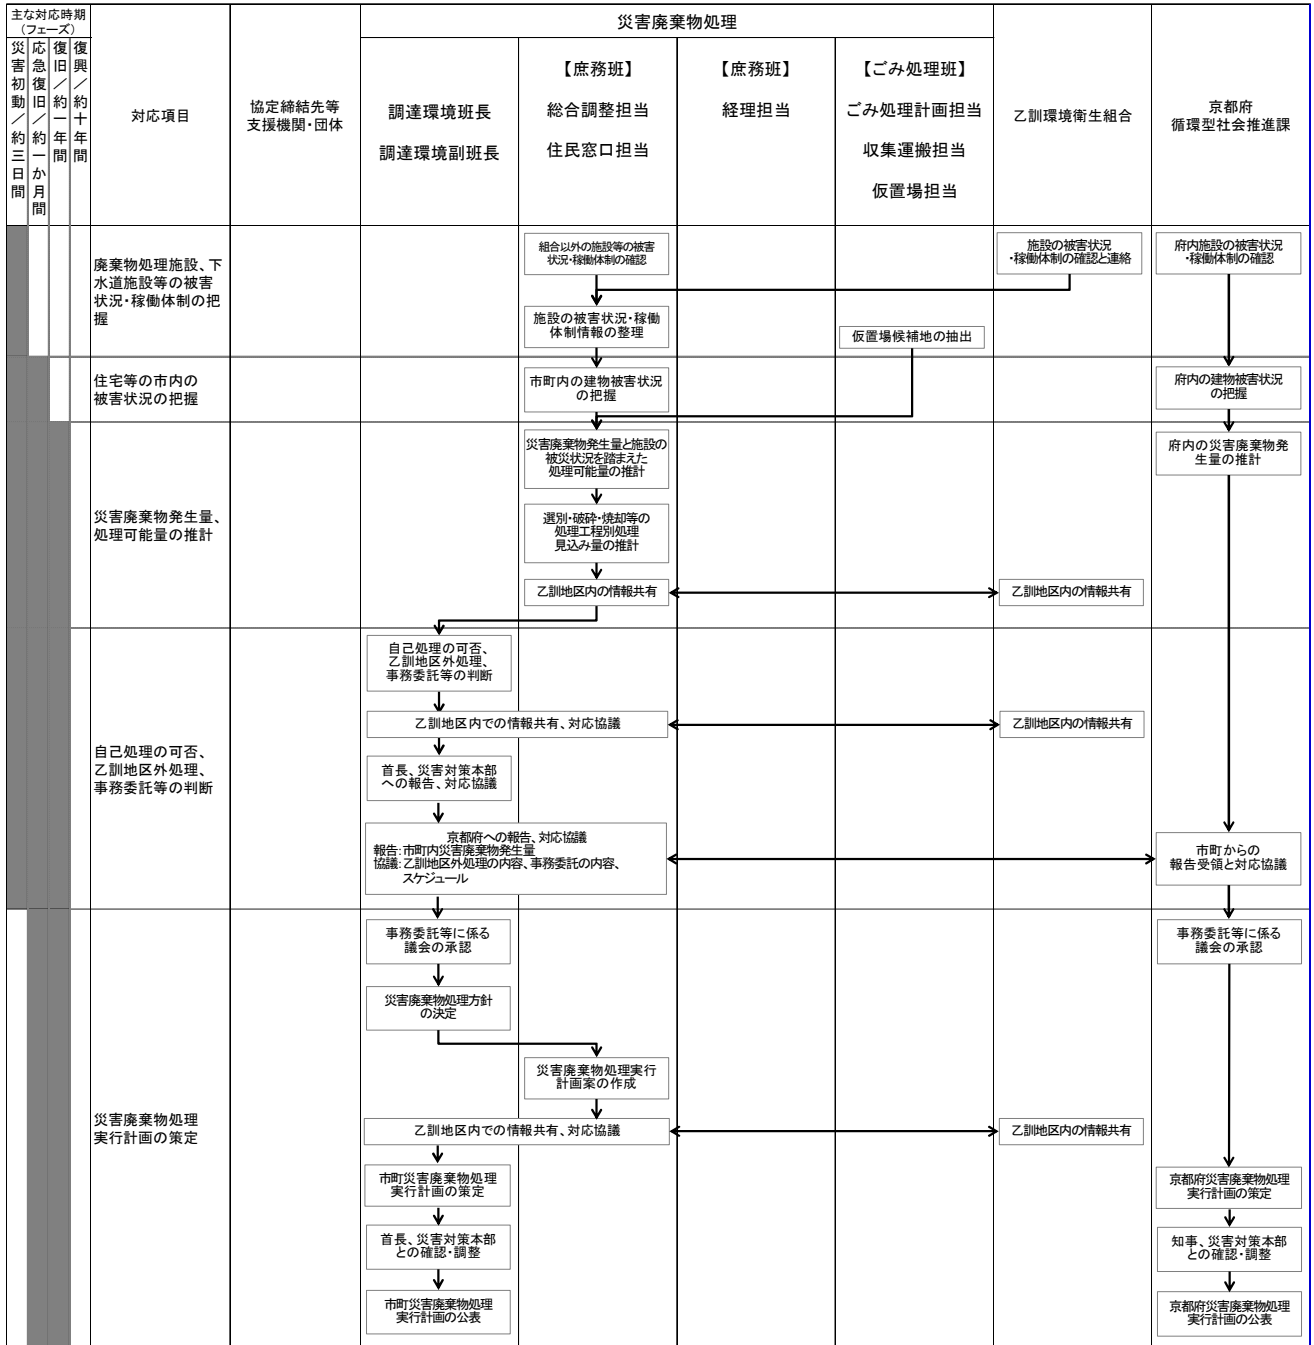 主な対応時期
(フェーズ)
災害初動/約三日間
応急復旧/約一か月間
復旧/約一年間
復興/約十年間
対応項目
協定締結先等
支援機関・団体
災害廃棄物処理
調達環境班長
調達環境副班長
【庶務班】
総合調整担当
住民窓口担当
【庶務班】
経理担当
【ごみ処理班】
ごみ処理計画担当
収集運搬担当
仮置場担当
乙訓環境衛生組合
京都府
循環型社会推進課
廃棄物処理施設、下
水道施設等の被害
状況・稼働体制の把
握
組合以外の施設等の被害
状況・稼働体制の確認
施設の被害状況
・稼働体制の確認と連絡
府内施設の被害状況
・稼働体制の確認
施設の被害状況・稼働
体制情報の整理
仮置場候補地の抽出
住宅等の市内の
被害状況の把握
市町内の建物被害状況
の把握
府内の建物被害状況
の把握
災害廃棄物発生量、
処理可能量の推計
災害廃棄物発生量と施設の
被災状況を踏まえた
処理可能量の推計
府内の災害廃棄物発
生量の推計
選別・破砕・焼却等の
処理工程別処理
見込み量の推計
乙訓地区内の情報共有
乙訓地区内の情報共有
自己処理の可否、
乙訓地区外処理、
事務委託等の判断
自己処理の可否、
乙訓地区外処理、
事務委託等の判断
乙訓地区内での情報共有、対応協議
乙訓地区内の情報共有
首長、災害対策本部
への報告、対応協議
京都府への報告、対応協議
報告:市町内災害廃棄物発生量
協議:乙訓地区外処理の内容、事務委託の内容、
スケジュール
市町からの
報告受領と対応協議
災害廃棄物処理
実行計画の策定
事務委託等に係る
議会の承認
事務委託等に係る
議会の承認
災害廃棄物処理方針
の決定
災害廃棄物処理実行
計画案の作成
乙訓地区内での情報共有、対応協議
乙訓地区内の情報共有
市町災害廃棄物処理
実行計画の策定
京都府災害廃棄物処理
実行計画の策定
首長、災害対策本部
との確認・調整
知事、災害対策本部
との確認・調整
市町災害廃棄物処理
実行計画の公表
京都府災害廃棄物処理
実行計画の公表